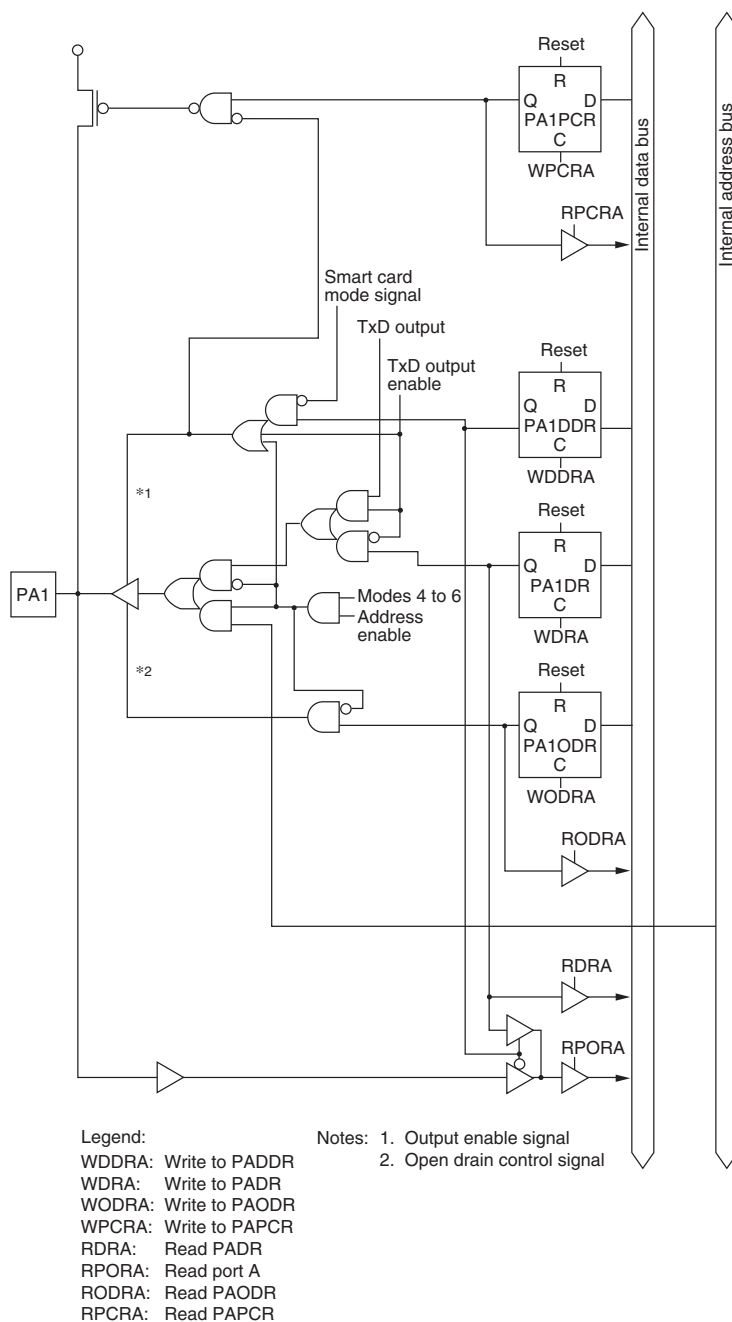 Reset
R
Q D
PA1PCR
C
WPCRA
RPCRA
Internal data bus
Internal address bus
Smart card
mode signal
TxD output
TxD output
enable
Reset
R
Q D
PA1DDR
C
WDDRA
*1
Reset
R
Q D
PA1DR
C
WDRA
PA1
Modes 4 to 6
Address
enable
*2
Reset
R
Q D
PA1ODR
C
WODRA
RODRA
RDRA
RPORA
Legend:
WDDRA: Write to PADDR
WDRA: Write to PADR
WODRA: Write to PAODR
WPCRA: Write to PAPCR
RDRA: Read PADR
RPORA: Read port A
RODRA: Read PAODR
RPCRA: Read PAPCR
Notes: 1. Output enable signal
2. Open drain control signal